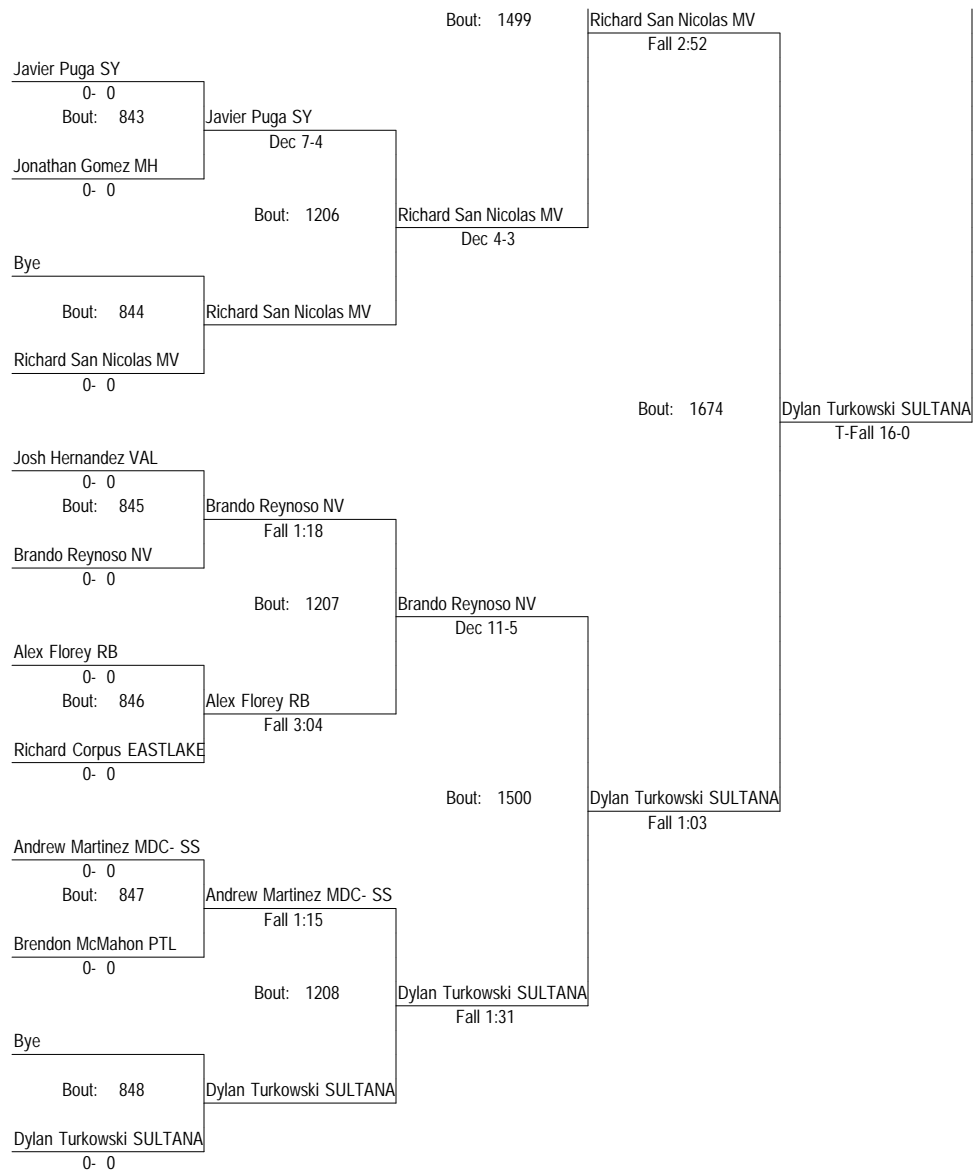 Bout: 1499 Richard San Nicolas MV
Fall 2:52
Javier Puga SY
0- 0
Bout: 843 Javier Puga SY
Dec 7-4
Jonathan Gomez MH
0- 0
Bout: 1206 Richard San Nicolas MV
Dec 4-3
Bye
Bout: 844 Richard San Nicolas MV
Richard San Nicolas MV
0- 0
Bout: 1674 Dylan Turkowski SULTANA
T-Fall 16-0
Josh Hernandez VAL
0- 0
Bout: 845 Brando Reynoso NV
Fall 1:18
Brando Reynoso NV
0- 0
Bout: 1207 Brando Reynoso NV
Dec 11-5
Alex Florey RB
0- 0
Bout: 846 Alex Florey RB
Fall 3:04
Richard Corpus EASTLAKE
0- 0
Bout: 1500 Dylan Turkowski SULTANA
Fall 1:03
Andrew Martinez MDC- SS
0- 0
Bout: 847 Andrew Martinez MDC- SS
Fall 1:15
Brendon McMahon PTL
0- 0
Bout: 1208 Dylan Turkowski SULTANA
Fall 1:31
Bye
Bout: 848 Dylan Turkowski SULTANA
Dylan Turkowski SULTANA
0- 0